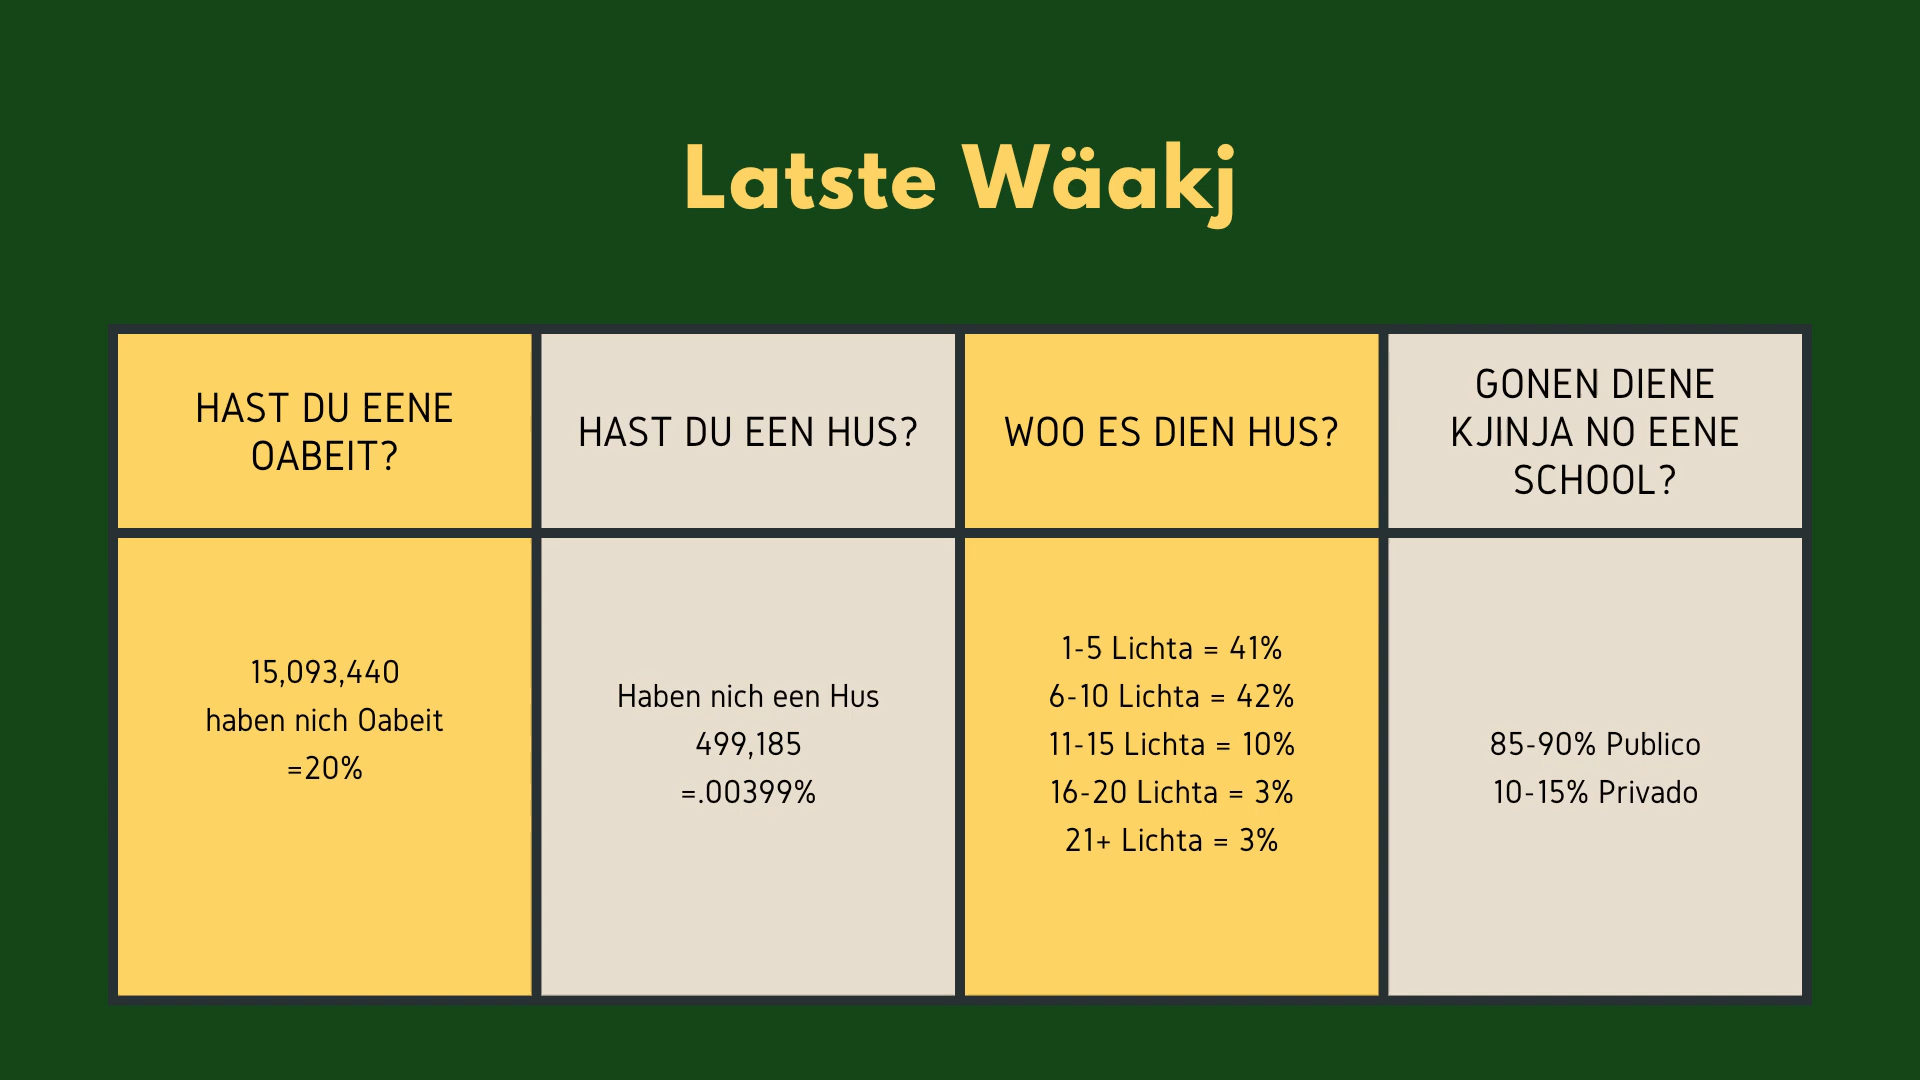 Latste Wäakj
HAST DU EENE
OABEIT?
HAST DU EEN HUS?
WOO ES DIEN HUS?
GONEN DIENE
KJINJA NO EENE
SCHOOL?
15,093,440
haben nich Oabeit
=20%
Haben nich een Hus
499,185
=.00399%
1-5 Lichta = 41%
6-10 Lichta = 42%
11-15 Lichta = 10%
16-20 Lichta = 3%
21+ Lichta = 3%
85-90% Publico
10-15% Privado